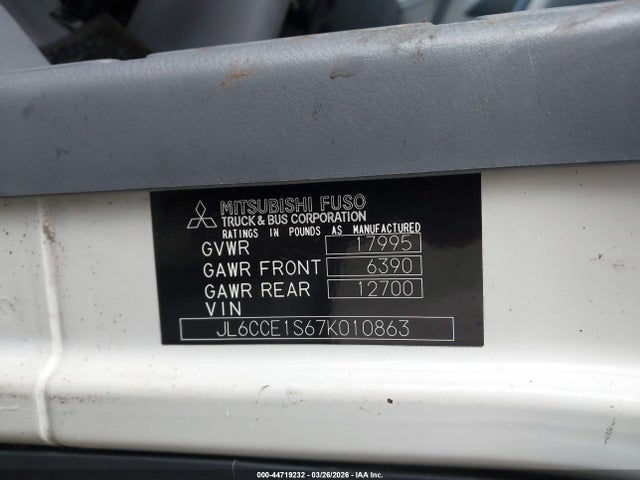 MITSUBISHI FUSO
TRUCK & BUS CORPORATION
RATINGS IN POUNDS AS MANUFACTURED
GVWR 17995
GAWR FRONT 6390
GAWR REAR 12700
VIN
JL6CCE1S67K010863
000-44719232 - 03/26/2026 - IAA Inc.